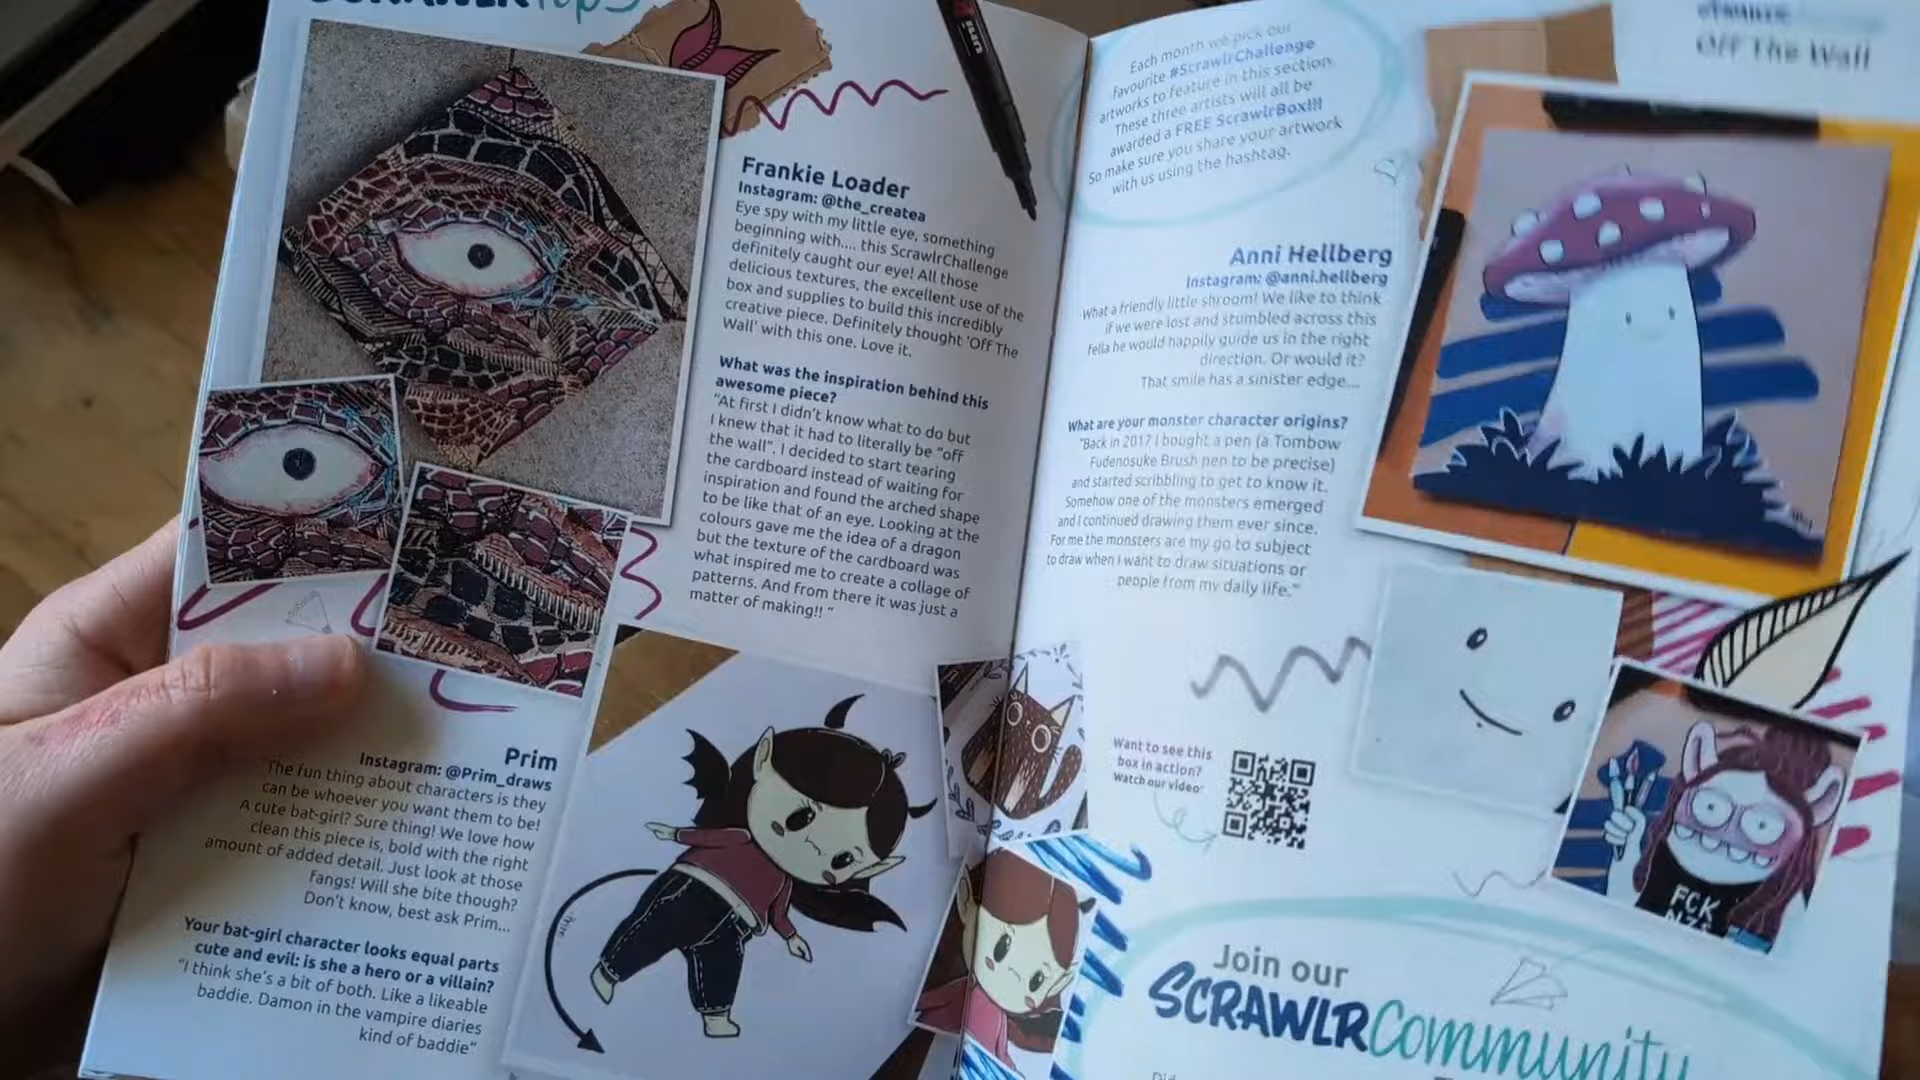 SCRAWLRTop3
Frankie Loader
Instagram: @the_createa
Eye spy with my little eye, something
beginning with.... this ScrawlrChallenge
definitely caught our eye! All those
delicious textures, the excellent use of the
box and supplies to build this incredibly
creative piece. Definitely thought 'Off The
Wall' with this one. Love it.
What was the inspiration behind this
awesome piece?
"At first I didn't know what to do but
I knew that it had to literally be "off
the wall". I decided to start tearing
the cardboard instead of waiting for
inspiration and found the arched shape
to be like that of an eye. Looking at the
colours gave me the idea of a dragon
but the texture of the cardboard was
what inspired me to create a collage of
patterns. And from there it was just a
matter of making!! "
Prim
Instagram: @Prim_draws
The fun thing about characters is they
can be whoever you want them to be!
A cute bat-girl? Sure thing! We love how
clean this piece is, bold with the right
amount of added detail. Just look at those
fangs! Will she bite though?
Don't know, best ask Prim...
Your bat-girl character looks equal parts
cute and evil: is she a hero or a villain?
"I think she's a bit of both. Like a likeable
baddie. Damon in the vampire diaries
kind of baddie"
Each month we pick our
favourite #ScrawlrChallenge
artworks to feature in this section.
These three artists will all be
awarded a FREE ScrawlrBox!!!
So make sure you share your artwork
with us using the hashtag.
Off The Wall
Anni Hellberg
Instagram: @anni.hellberg
What a friendly little shroom! We like to think
if we were lost and stumbled across this
fella he would happily guide us in the right
direction. Or would it?
That smile has a sinister edge...
What are your monster character origins?
"Back in 2017 I bought a pen (a Tombow
Fudenosuke Brush pen to be precise)
and started scribbling to get to know it.
Somehow one of the monsters emerged
and I continued drawing them ever since.
For me the monsters are my go to subject
to draw when I want to draw situations or
people from my daily life."
Want to see this
box in action?
Watch our video:
FCK
NZS
Join our
SCRAWLRCommunity